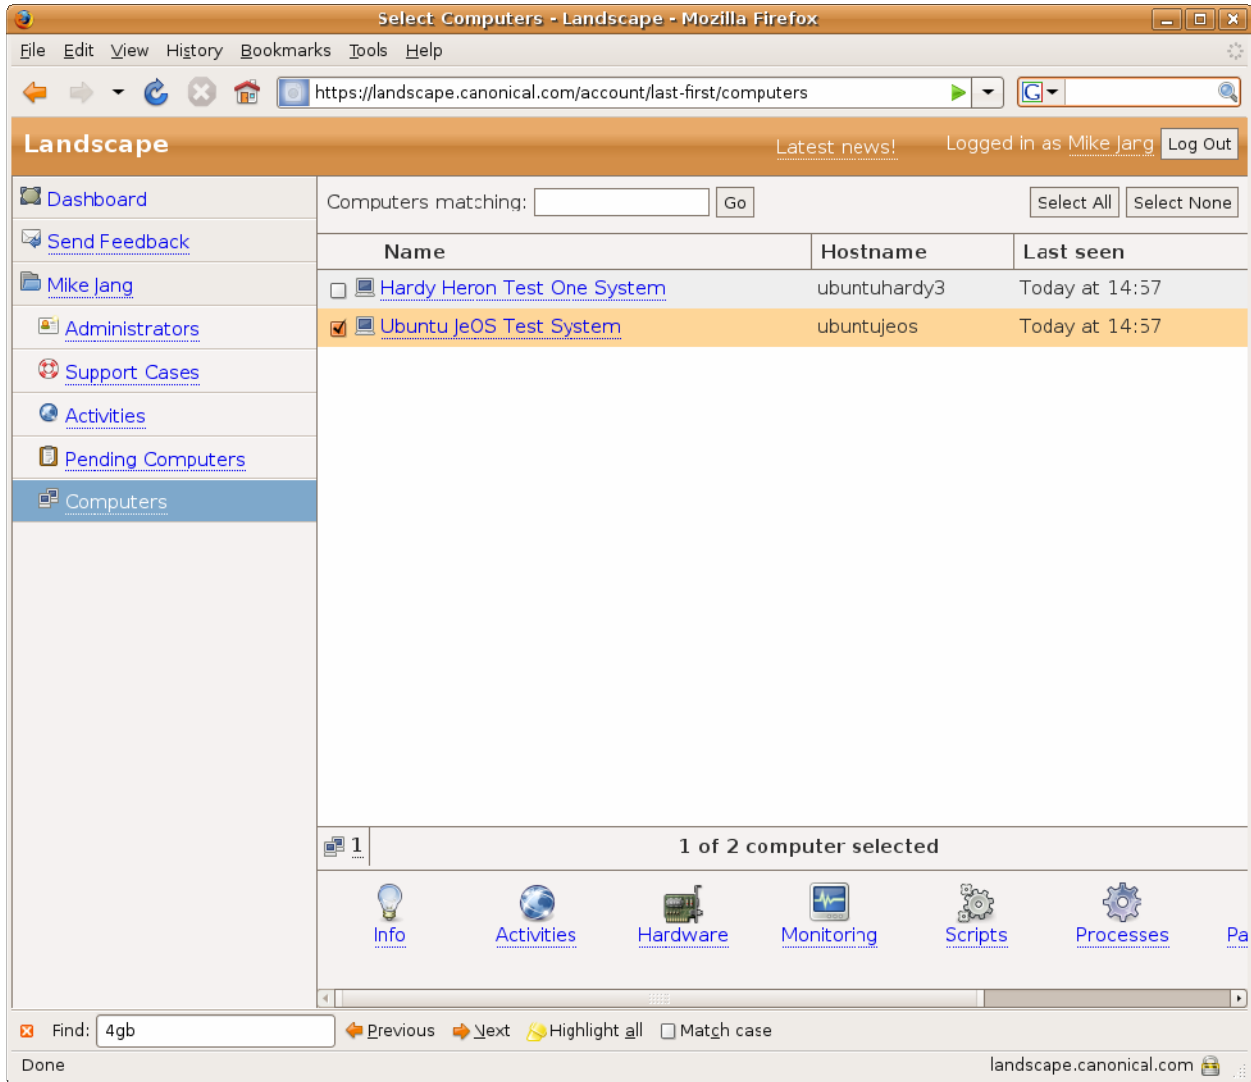 Select Computers - Landscape - Mozilla Firefox
File Edit View History Bookmarks Tools Help
https://landscape.canonical.com/account/last-first/computers
G
Landscape
Latest news! Logged in as Mike Jang Log Out
Dashboard
Send Feedback
Mike Jang
Administrators
Support Cases
Activities
Pending Computers
Computers
Computers matching: Go Select All Select None
Name Hostname Last seen
Hardy Heron Test One System ubuntuhardy3 Today at 14:57
Ubuntu JeOS Test System ubuntujeos Today at 14:57
1 1 of 2 computer selected
Info Activities Hardware Monitoring Scripts Processes Pa
Find: 4gb Previous Next Highlight all Match case
Done landscape.canonical.com